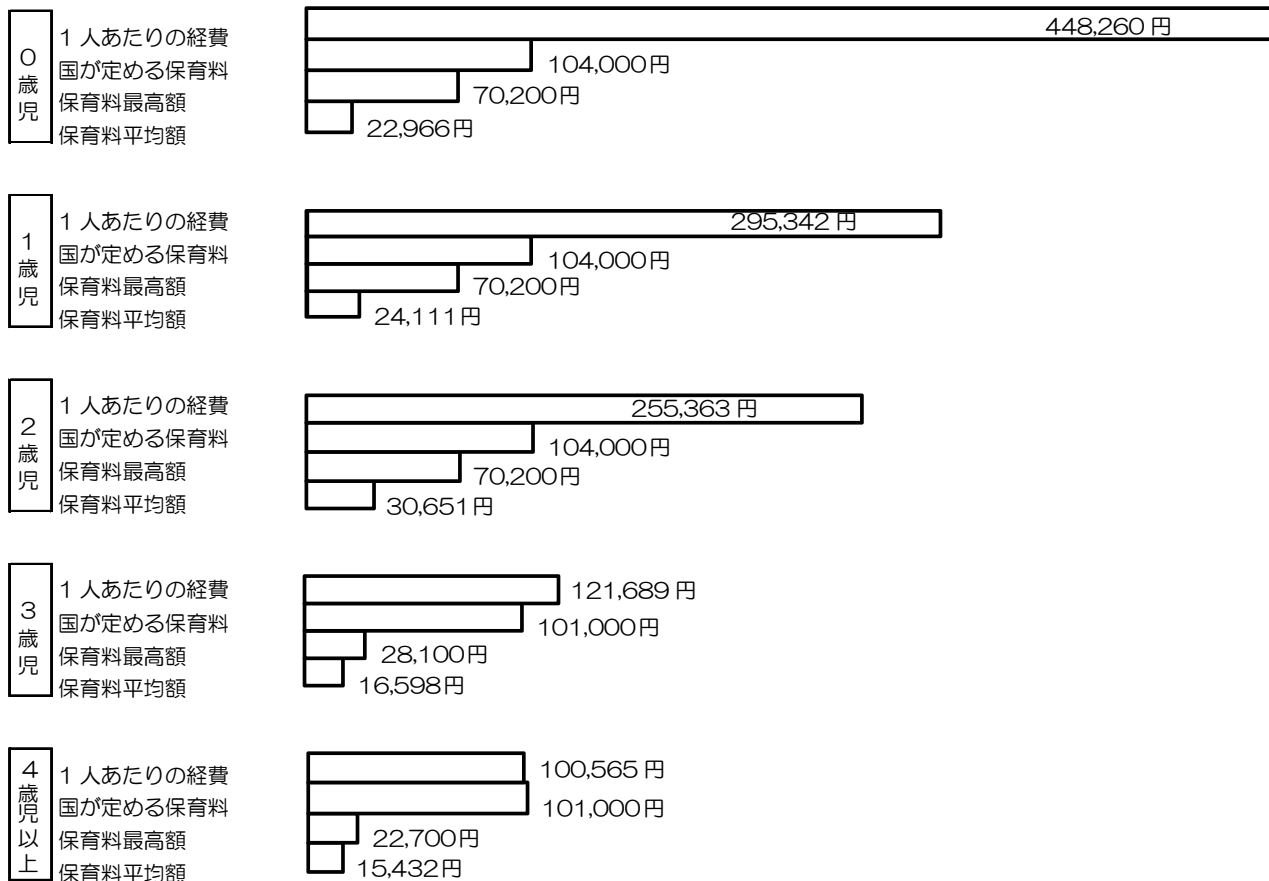 0歳児
1 人あたりの経費 448,260 円
国が定める保育料 104,000円
保育料最高額 70,200円
保育料平均額 22,966円
1歳児
1 人あたりの経費 295,342 円
国が定める保育料 104,000円
保育料最高額 70,200円
保育料平均額 24,111円
2歳児
1 人あたりの経費 255,363 円
国が定める保育料 104,000円
保育料最高額 70,200円
保育料平均額 30,651円
3歳児
1 人あたりの経費 121,689 円
国が定める保育料 101,000円
保育料最高額 28,100円
保育料平均額 16,598円
4歳児以上
1 人あたりの経費 100,565 円
国が定める保育料 101,000円
保育料最高額 22,700円
保育料平均額 15,432円